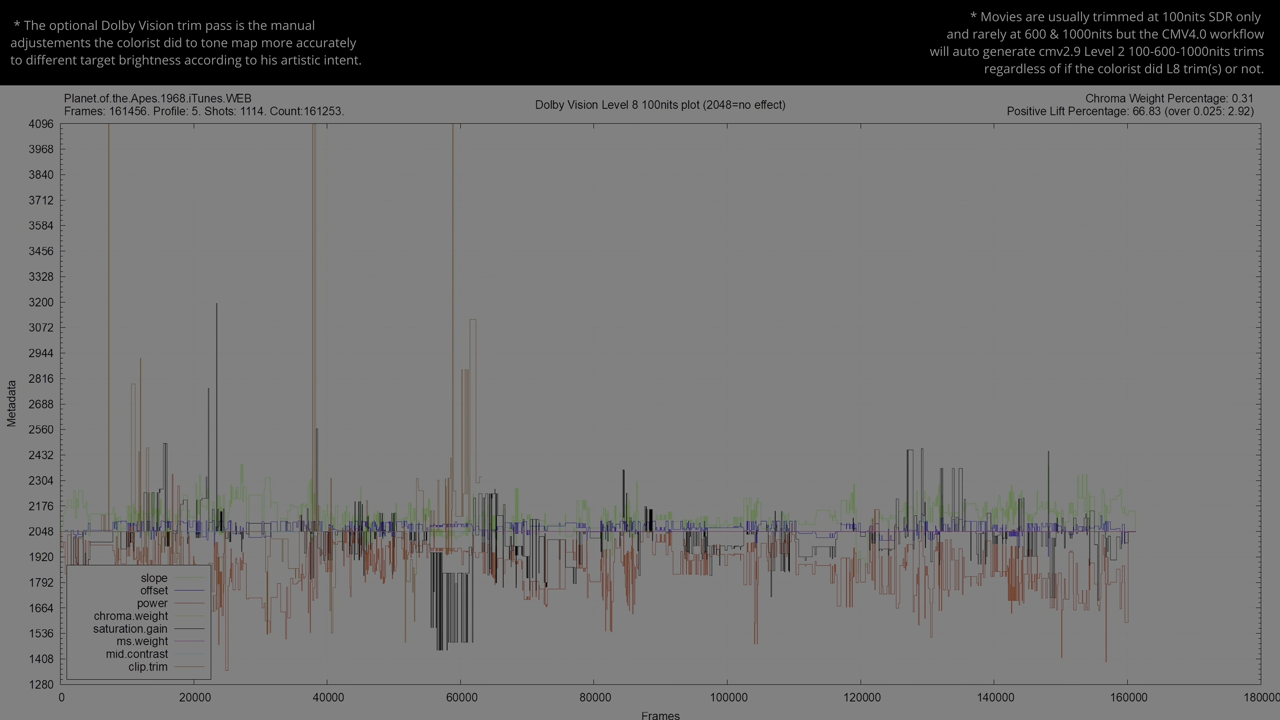 * The optional Dolby Vision trim pass is the manual
adjustements the colorist did to tone map more accurately
to different target brightness according to his artistic intent.
* Movies are usually trimmed at 100nits SDR only
and rarely at 600 & 1000nits but the CMV4.0 workflow
will auto generate cmv2.9 Level 2 100-600-1000nits trims
regardless of if the colorist did L8 trim(s) or not.
Planet.of.the.Apes.1968.iTunes.WEB
Frames: 161456. Profile: 5. Shots: 1114. Count:161253.
Dolby Vision Level 8 100nits plot (2048=no effect)
Chroma Weight Percentage: 0.31
Positive Lift Percentage: 66.83 (over 0.025: 2.92)
4096
3968
3840
3712
3584
3456
3328
3200
3072
2944
2816
2688
2560
2432
2304
2176
2048
1920
1792
1664
1536
1408
1280
Metadata
slope
offset
power
chroma.weight
saturation.gain
ms.weight
mid.contrast
clip.trim
0 20000 40000 60000 80000 100000 120000 140000 160000 180000
Frames